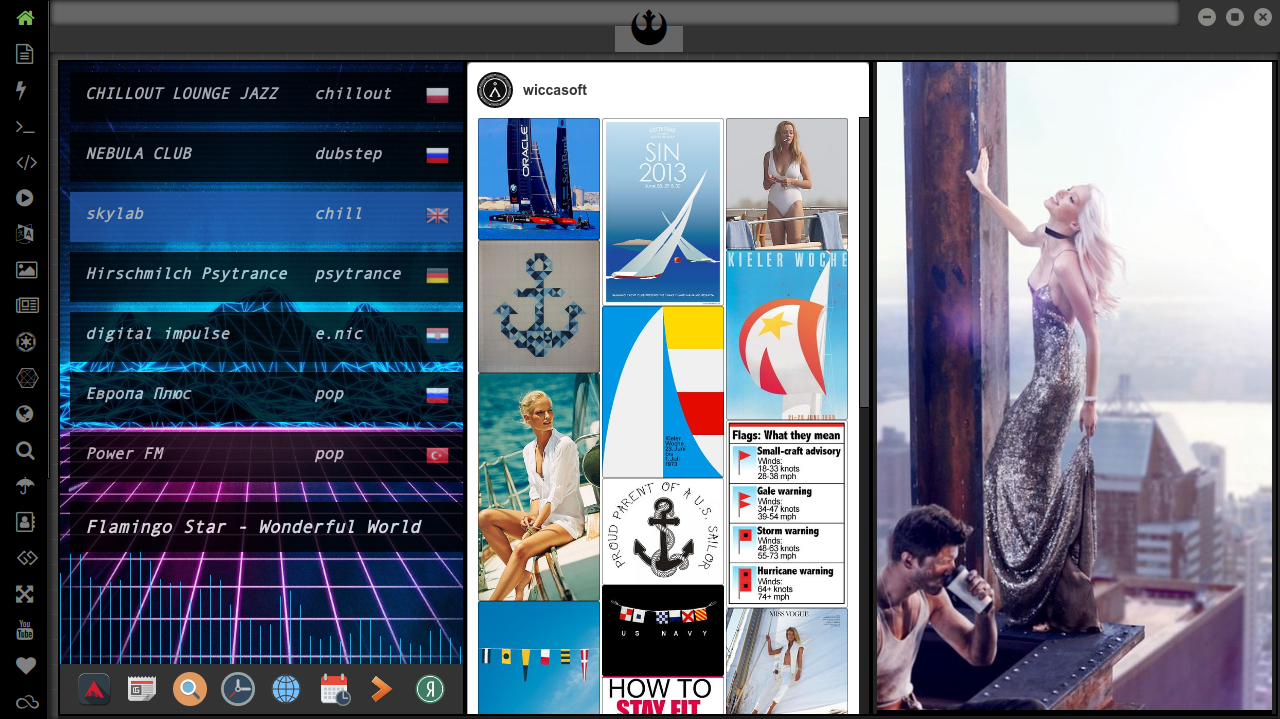 CHILLOUT LOUNGE JAZZ chillout
NEBULA CLUB dubstep
skylab chill
Hirschmilch Psytrance psytrance
digital impulse e.nic
Европа Плюс pop
Power FM pop
Flamingo Star - Wonderful World
You
Tube
Я
wiccasoft
ORACLE
SIN
2013
KIELER WOCHE
21-28 JUNI 1959
Kieler
Woche
Flags: What they mean
Small-craft advisory
Winds:
18-33 knots
28-38 mph
Gale warning
Winds:
34-47 knots
39-54 mph
Storm warning
Winds:
48-63 knots
55-73 mph
Hurricane warning
Winds:
64+ knots
74+ mph
PROUD PARENT OF A U.S. SAILOR
US NAVY
HOW TO
STAY FIT
MISS VOGUE